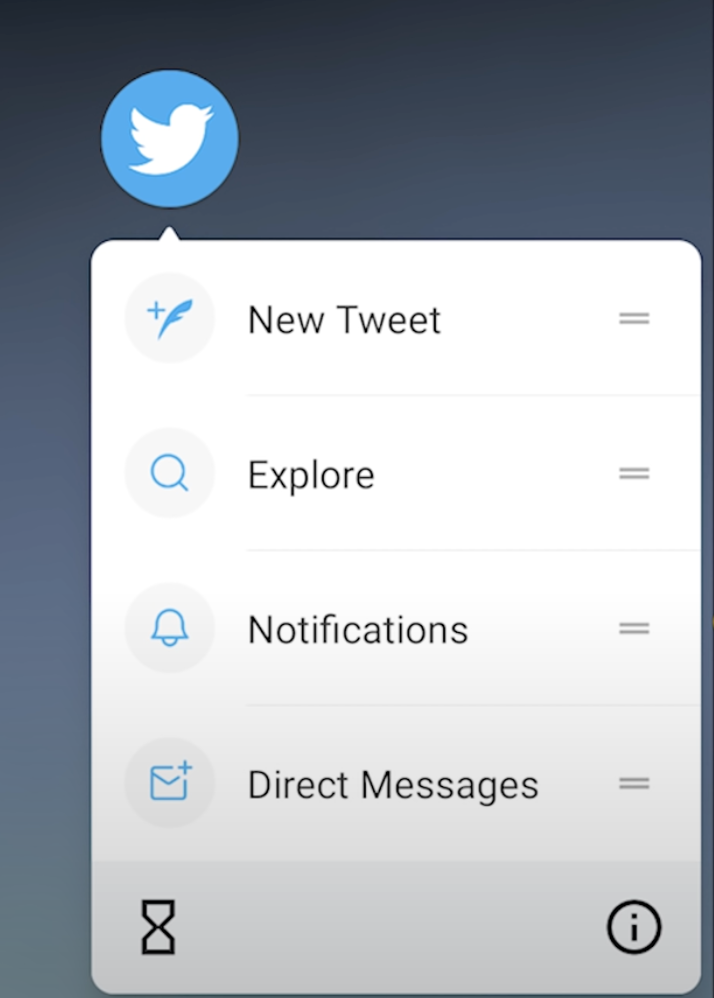 New Tweet
Explore
Notifications
Direct Messages